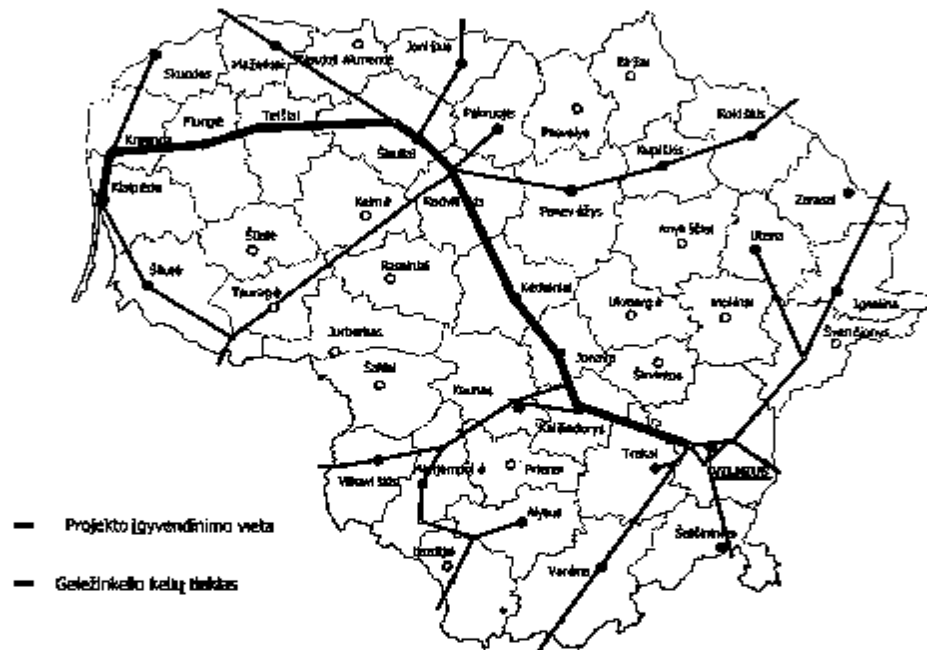 Skuodas
Mažeikiai
Joniškis
Biržai
Plungė
Telšiai
Pakruojis
Pasvalys
Rokiškis
Kretinga
Šiauliai
Kupiškis
Klaipėda
Kelmė
Radviliškis
Panevėžys
Zarasai
Šilalė
Anykščiai
Utena
Šilutė
Raseiniai
Tauragė
Kėdainiai
Ukmergė
Molėtai
Ignalina
Jurbarkas
Švenčionys
Šakiai
Jonava
Širvintos
Kaunas
Kaišiadorys
Trakai
VILNIUS
Vilkaviškis
Marijampolė
Prienai
Alytus
Šalčininkai
Varėna
Projekto įgyvendinimo vieta
Geležinkelio kelių tinklas